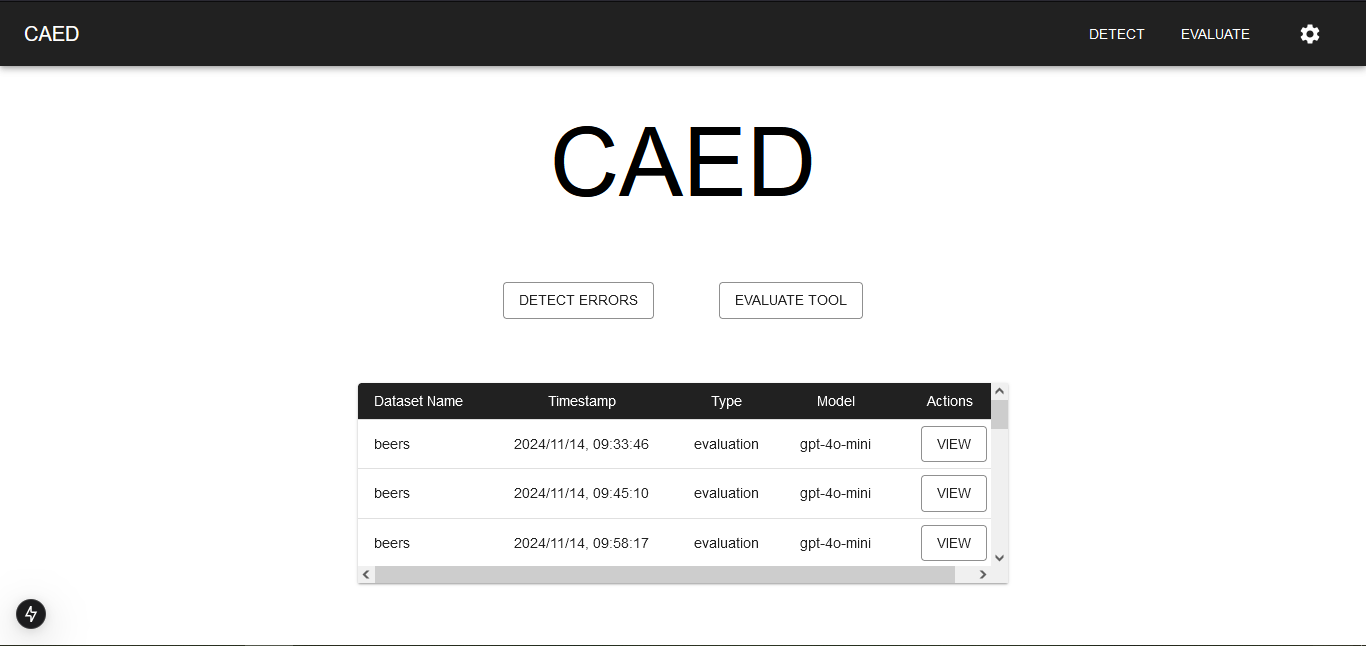 CAED DETECT EVALUATE
CAED
DETECT ERRORS EVALUATE TOOL
Dataset Name Timestamp Type Model Actions
beers 2024/11/14, 09:33:46 evaluation gpt-4o-mini VIEW
beers 2024/11/14, 09:45:10 evaluation gpt-4o-mini VIEW
beers 2024/11/14, 09:58:17 evaluation gpt-4o-mini VIEW